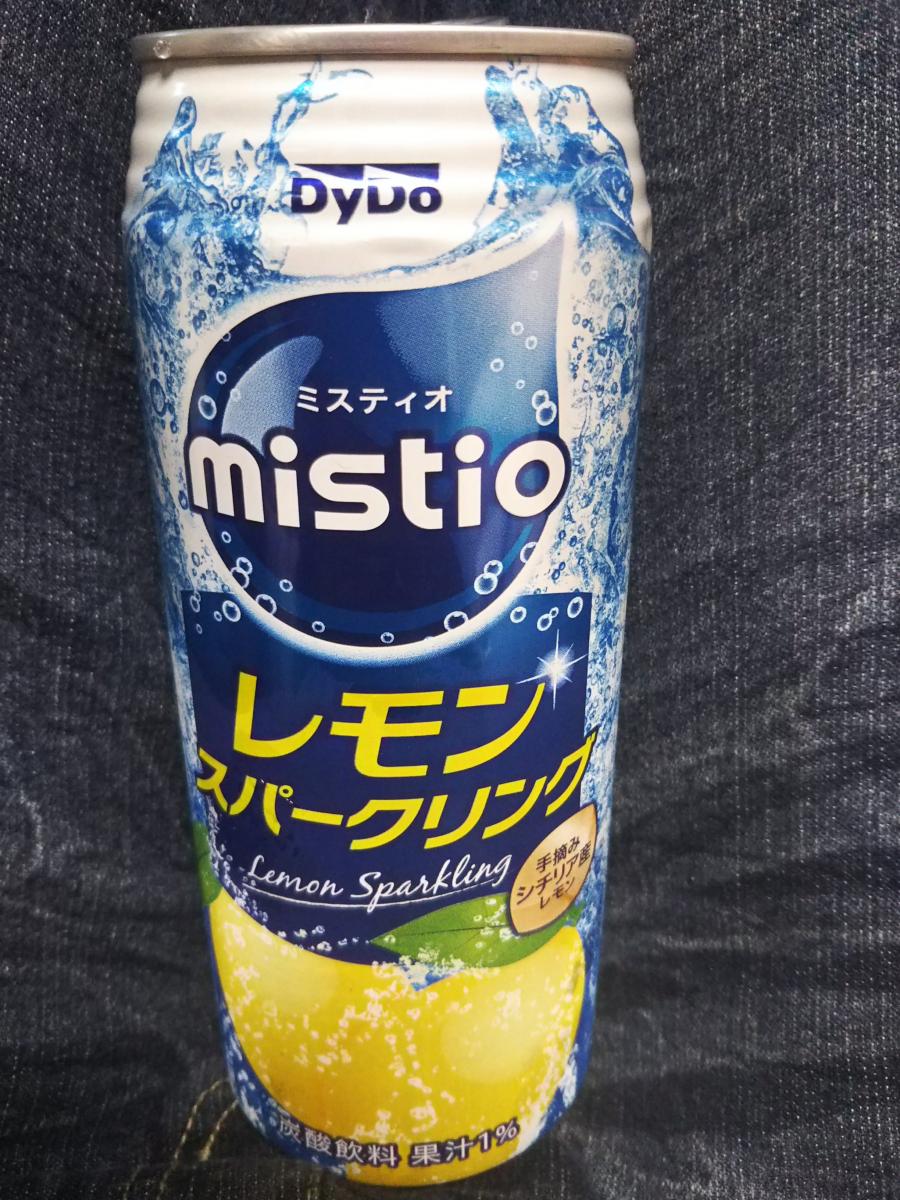 DyDo
ミスティオ
mistio
レモン
スパークリング
Lemon Sparkling
手摘み
シチリア産
レモン
炭酸飲料 果汁1%